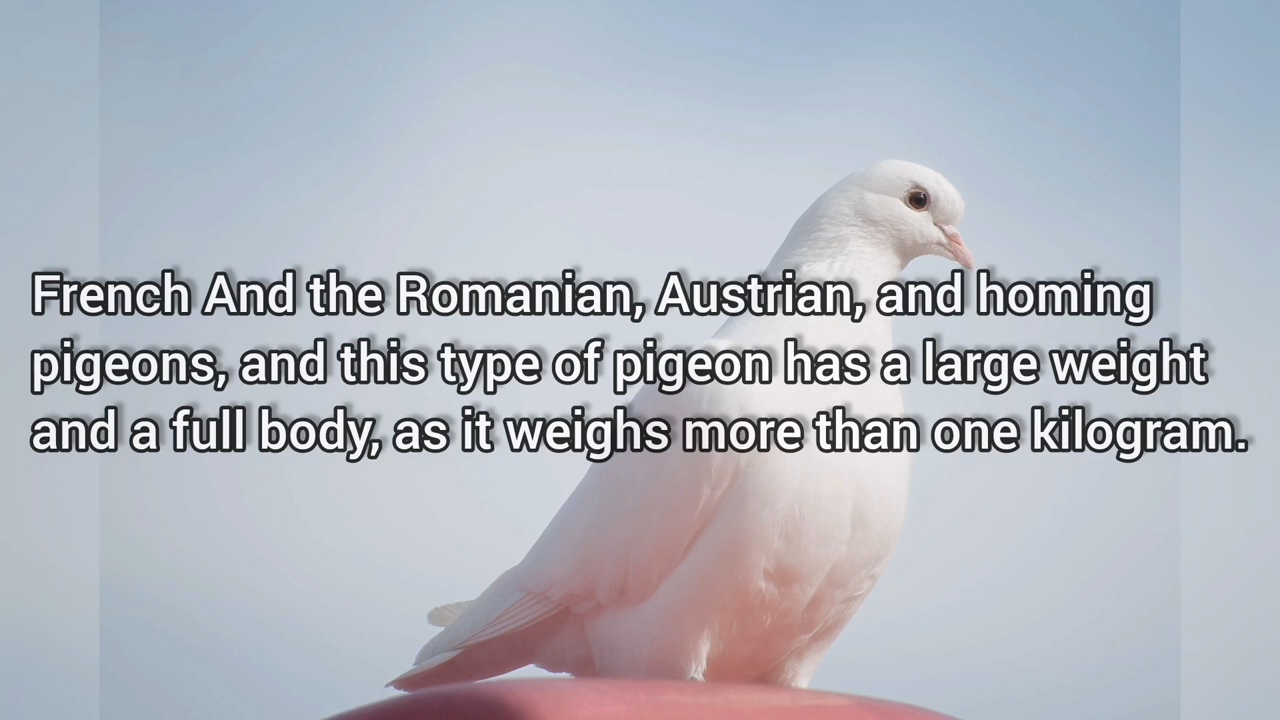 French And the Romanian, Austrian, and homing
pigeons, and this type of pigeon has a large weight
and a full body, as it weighs more than one kilogram.